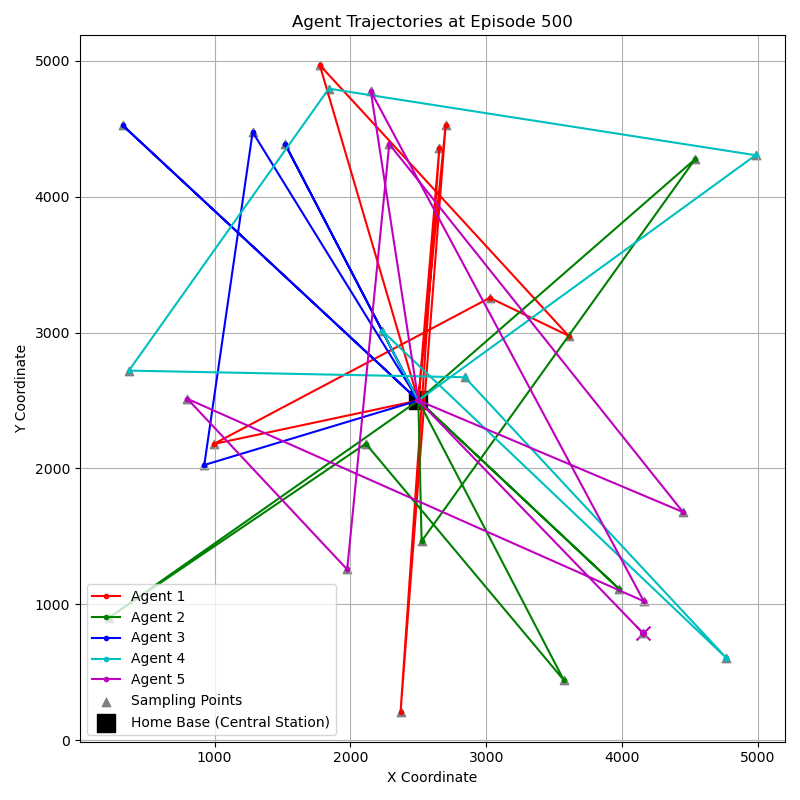 Agent Trajectories at Episode 500
Y Coordinate
5000
4000
3000
2000
1000
0
Agent 1
Agent 2
Agent 3
Agent 4
Agent 5
Sampling Points
Home Base (Central Station)
1000 2000 3000 4000 5000
X Coordinate